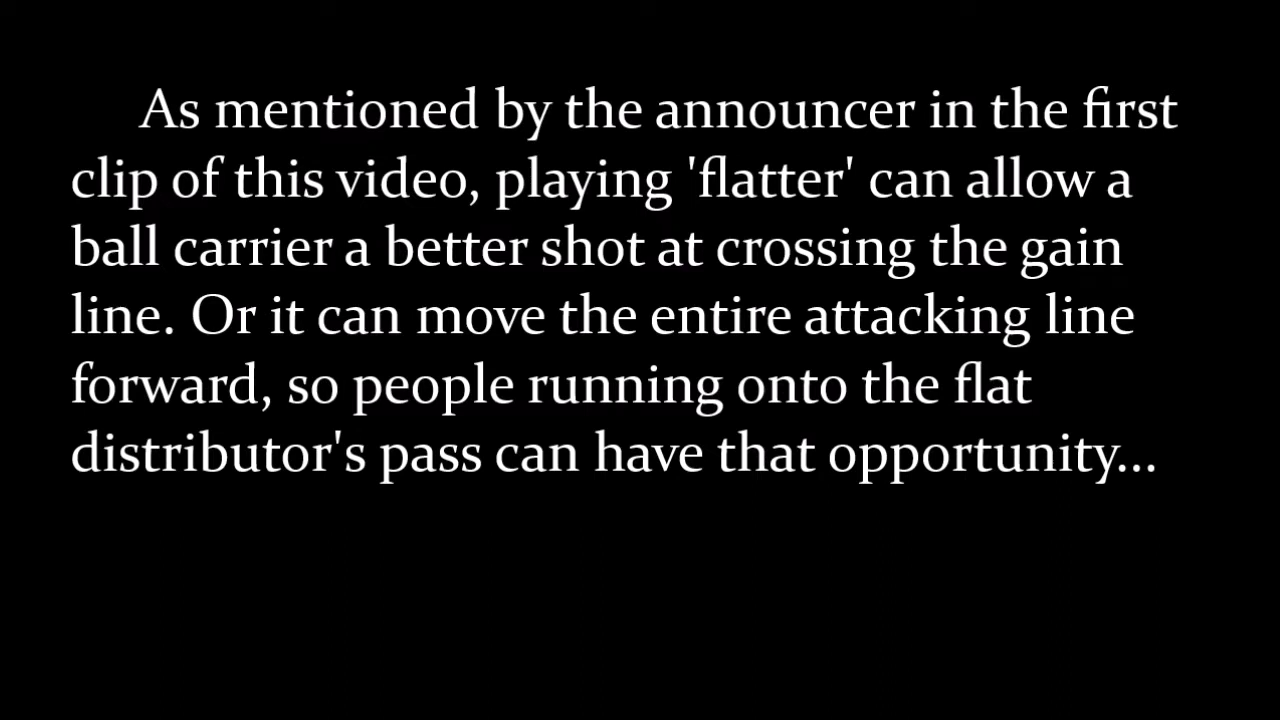 As mentioned by the announcer in the first
clip of this video, playing 'flatter' can allow a
ball carrier a better shot at crossing the gain
line. Or it can move the entire attacking line
forward, so people running onto the flat
distributor's pass can have that opportunity...